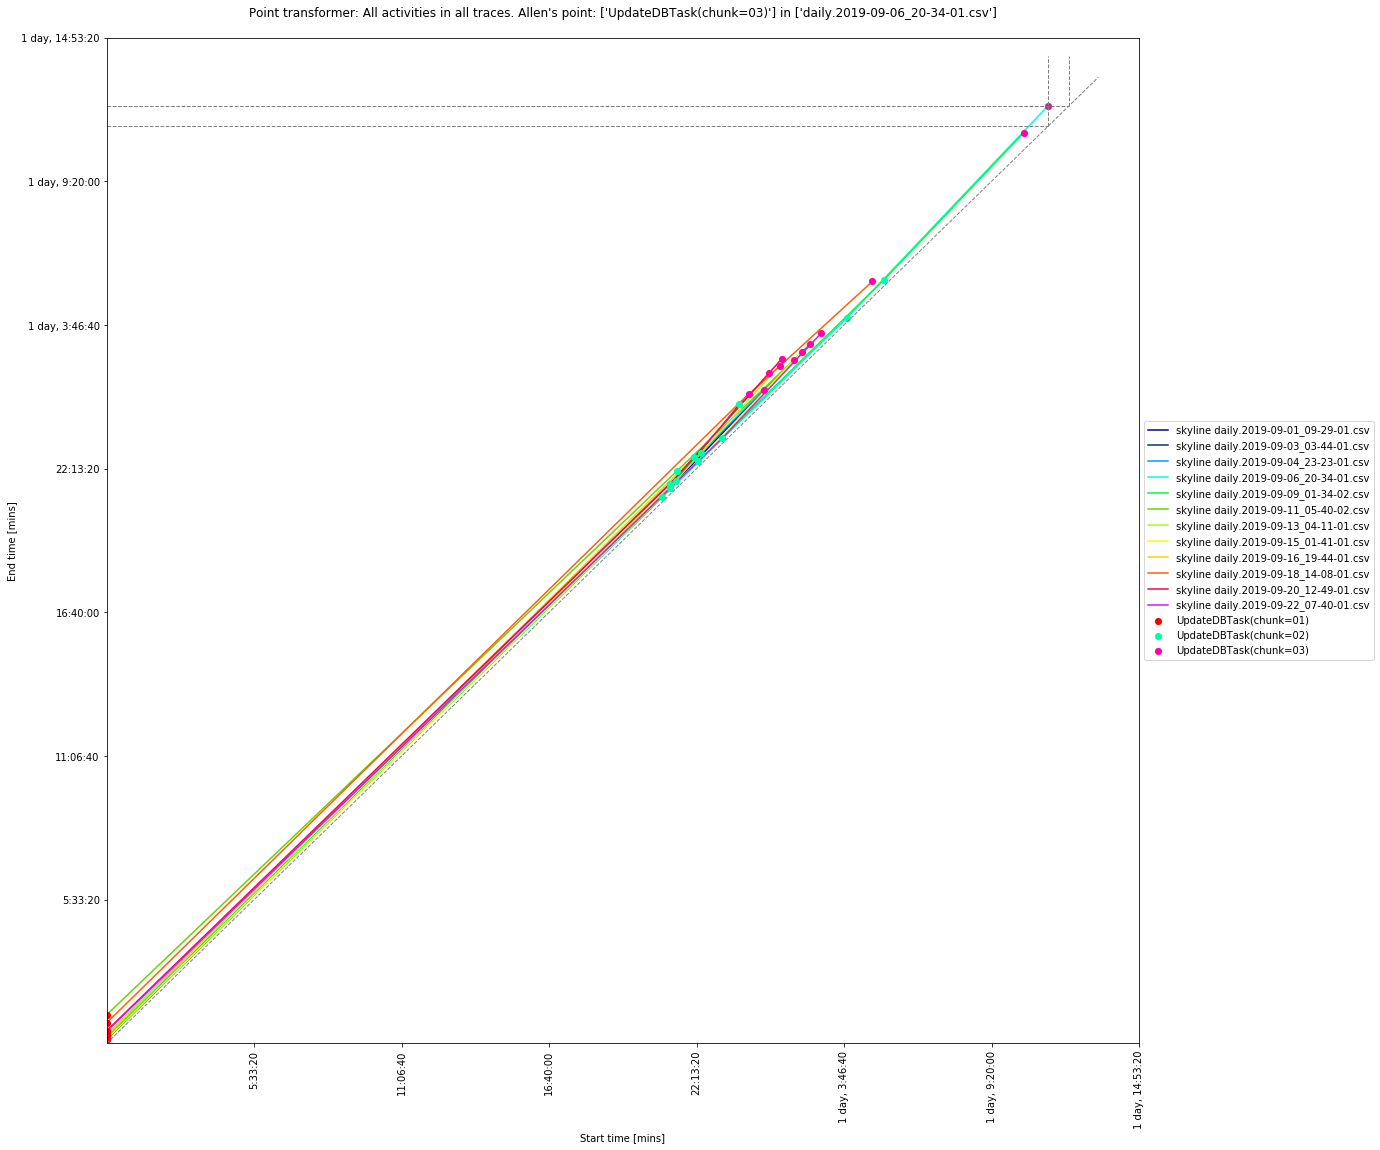 Point transformer: All activities in all traces. Allen's point: ['UpdateDBTask(chunk=03)'] in ['daily.2019-09-06_20-34-01.csv']
1 day, 14:53:20
1 day, 9:20:00
1 day, 3:46:40
22:13:20
16:40:00
11:06:40
5:33:20
End time [mins]
5:33:20
11:06:40
16:40:00
22:13:20
1 day, 3:46:40
1 day, 9:20:00
1 day, 14:53:20
Start time [mins]
skyline daily.2019-09-01_09-29-01.csv
skyline daily.2019-09-03_03-44-01.csv
skyline daily.2019-09-04_23-23-01.csv
skyline daily.2019-09-06_20-34-01.csv
skyline daily.2019-09-09_01-34-02.csv
skyline daily.2019-09-11_05-40-02.csv
skyline daily.2019-09-13_04-11-01.csv
skyline daily.2019-09-15_01-41-01.csv
skyline daily.2019-09-16_19-44-01.csv
skyline daily.2019-09-18_14-08-01.csv
skyline daily.2019-09-20_12-49-01.csv
skyline daily.2019-09-22_07-40-01.csv
UpdateDBTask(chunk=01)
UpdateDBTask(chunk=02)
UpdateDBTask(chunk=03)